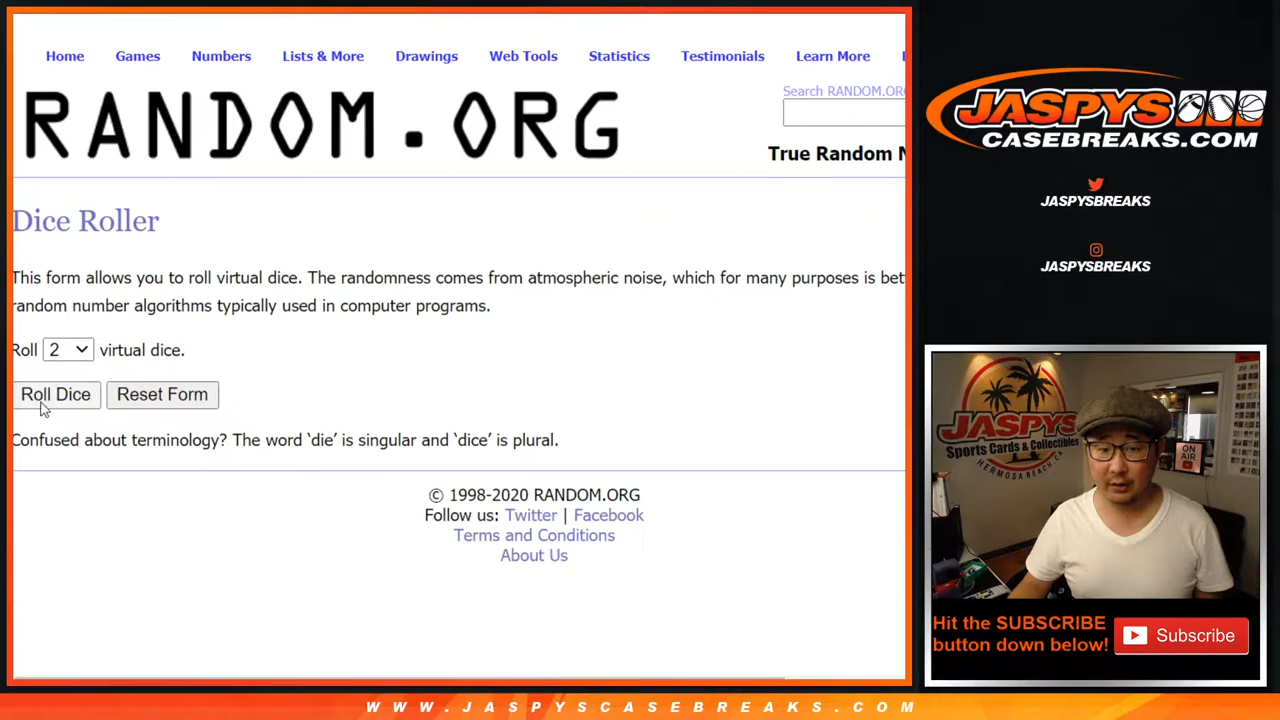 Home Games Numbers Lists & More Drawings Web Tools Statistics Testimonials Learn More
Search RANDOM.ORG
RANDOM.ORG
True Random N
Dice Roller
This form allows you to roll virtual dice. The randomness comes from atmospheric noise, which for many purposes is bet
random number algorithms typically used in computer programs.
Roll 2 virtual dice.
Roll Dice Reset Form
Confused about terminology? The word ‘die’ is singular and ‘dice’ is plural.
© 1998-2020 RANDOM.ORG
Follow us: Twitter | Facebook
Terms and Conditions
About Us
JASPYS
CASEBREAKS.COM
JASPYSBREAKS
JASPYSBREAKS
JASPYS
Sports Cards & Collectibles
HERMOSA BEACH, CA
ON
AIR
Hit the SUBSCRIBE
button down below!
Subscribe
WWW.JASPYSCASEBREAKS.COM